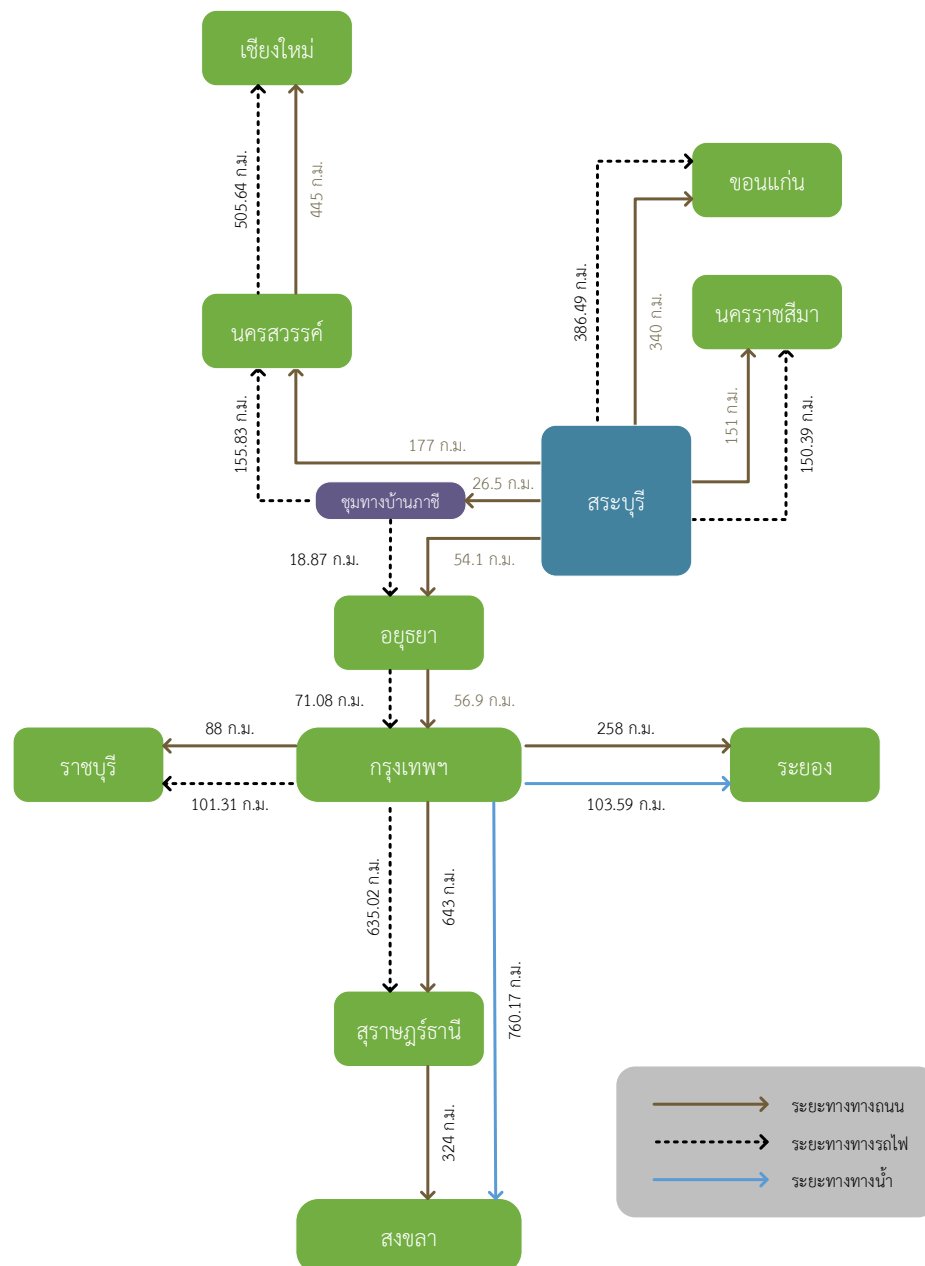 เชียงใหม่
505.64 ก.ม.
445 ก.ม.
ขอนแก่น
386.49 ก.ม.
340 ก.ม.
นครราชสีมา
151 ก.ม.
150.39 ก.ม.
นครสวรรค์
155.83 ก.ม.
177 ก.ม.
26.5 ก.ม.
ชุมทางบ้านภาชี
สระบุรี
18.87 ก.ม.
54.1 ก.ม.
อยุธยา
71.08 ก.ม.
56.9 ก.ม.
88 ก.ม.
258 ก.ม.
ราชบุรี
กรุงเทพฯ
ระยอง
101.31 ก.ม.
103.59 ก.ม.
635.02 ก.ม.
643 ก.ม.
760.17 ก.ม.
สุราษฎร์ธานี
324 ก.ม.
สงขลา
ระยะทางทางถนน
ระยะทางทางรถไฟ
ระยะทางทางน้ำ